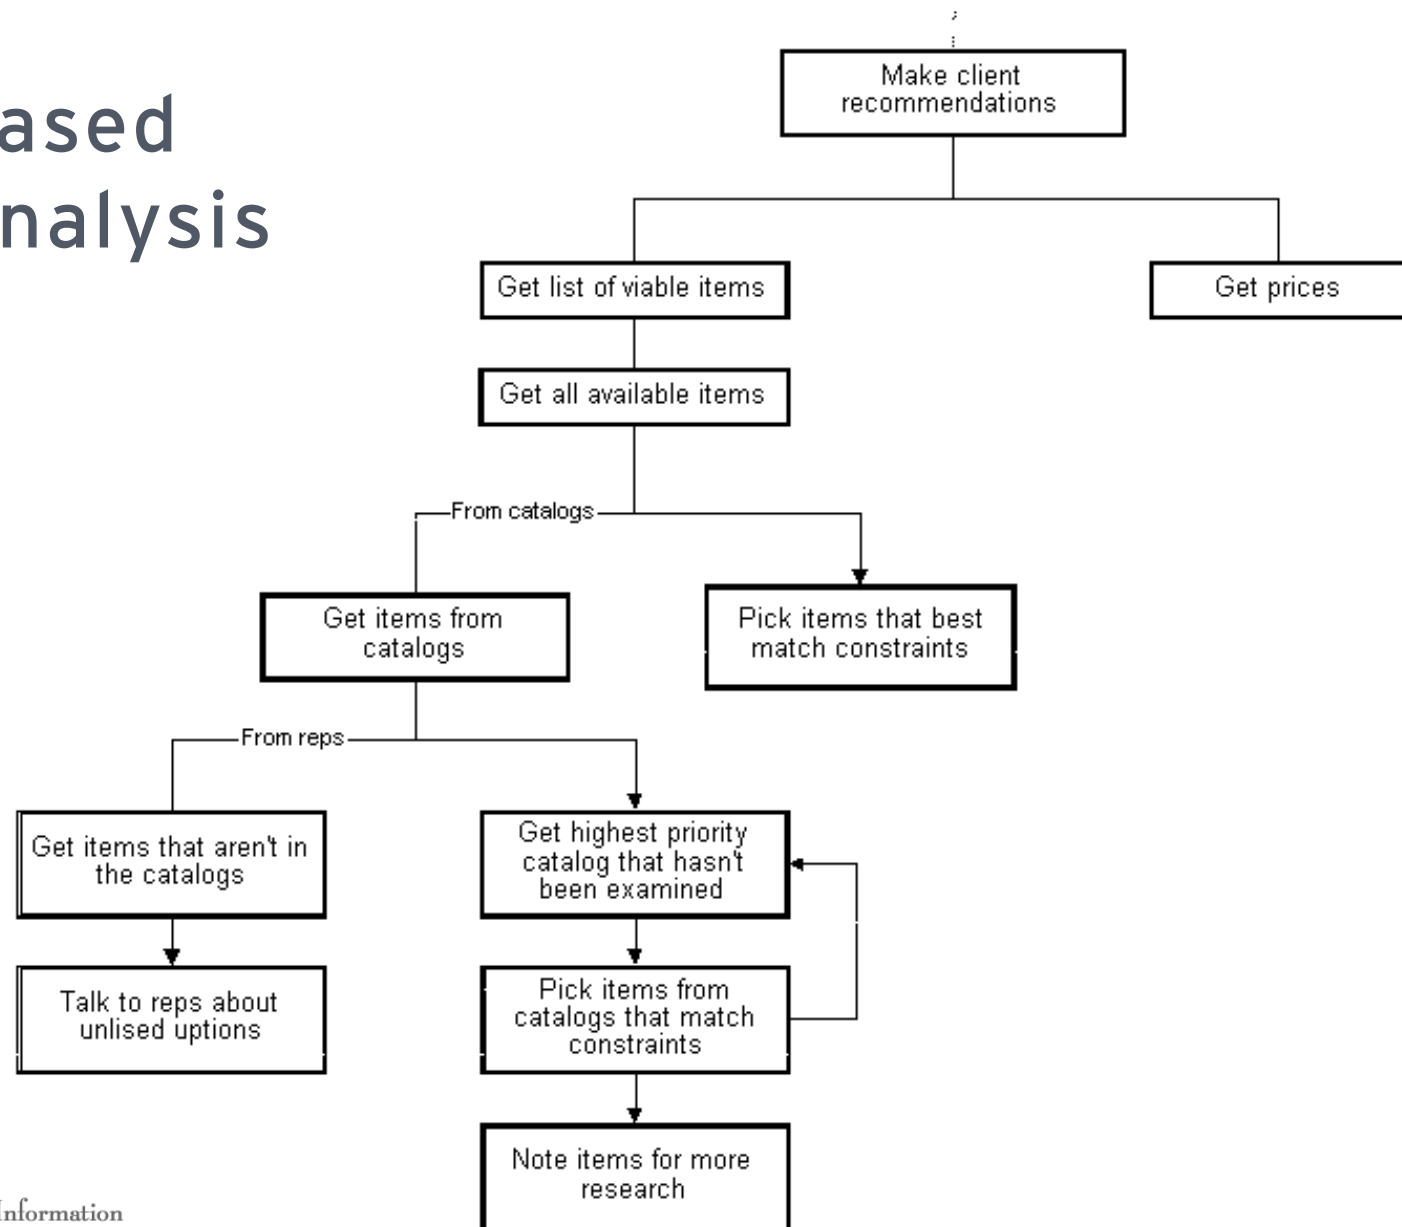 ased
nalysis
Make client
recommendations
Get list of viable items
Get prices
Get all available items
From catalogs
Get items from
catalogs
Pick items that best
match constraints
From reps
Get items that aren't in
the catalogs
Get highest priority
catalog that hasn't
been examined
Talk to reps about
unlised uptions
Pick items from
catalogs that match
constraints
Note items for more
research
Information